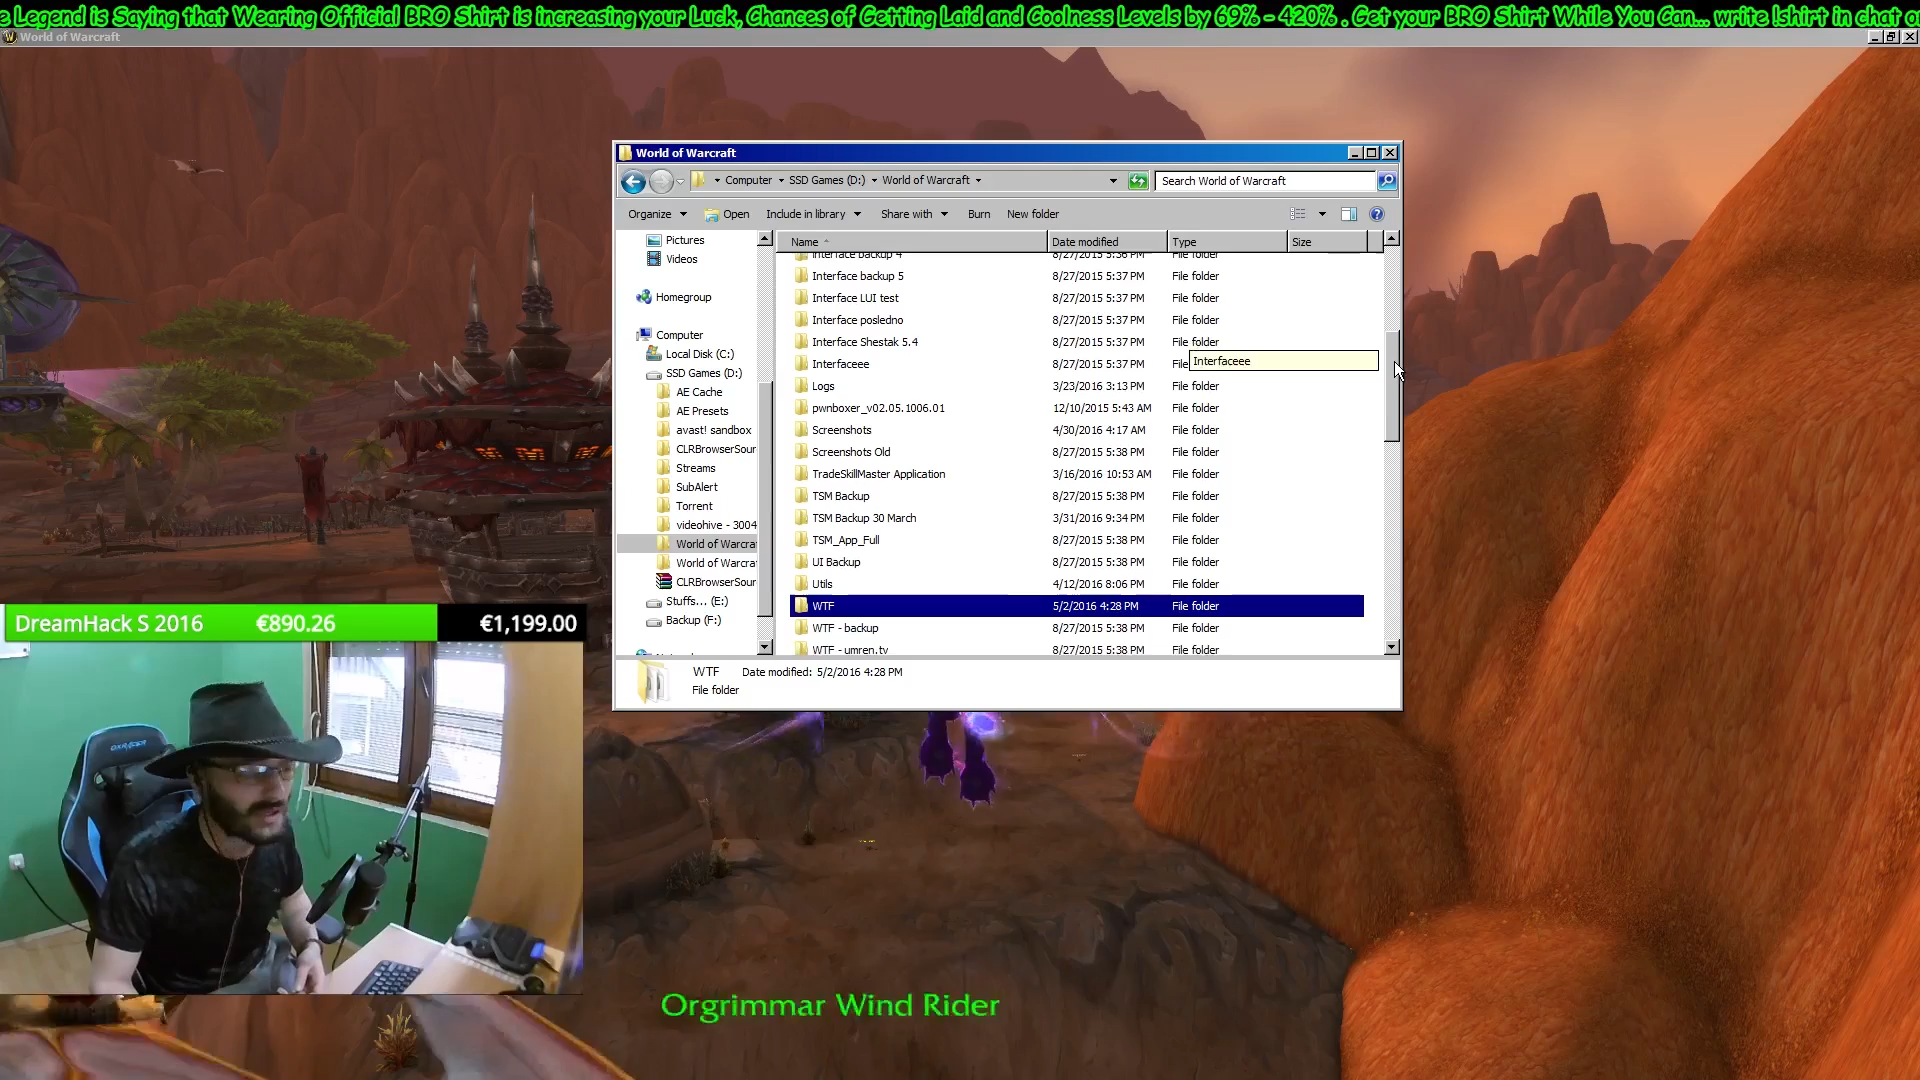 e Legend is Saying that Wearing Official BRO Shirt is increasing your Luck, Chances of Getting Laid and Coolness Levels by 69% - 420% . Get your BRO Shirt While You Can... write !shirt in chat or
World of Warcraft
World of Warcraft
Computer SSD Games (D:) World of Warcraft Search World of Warcraft
Organize Open Include in library Share with Burn New folder
Name Date modified Type Size
Pictures
Videos
Homegroup
Computer
Local Disk (C:)
SSD Games (D:)
AE Cache
AE Presets
avast! sandbox
CLRBrowserSour
Streams
SubAlert
Torrent
videohive - 3004
World of Warcra
World of Warcra
CLRBrowserSour
Stuffs... (E:)
Backup (F:)
Interface backup 4 8/27/2015 5:36 PM File folder
Interface backup 5 8/27/2015 5:37 PM File folder
Interface LUI test 8/27/2015 5:37 PM File folder
Interface posledno 8/27/2015 5:37 PM File folder
Interface Shestak 5.4 8/27/2015 5:37 PM File folder
Interfaceee 8/27/2015 5:37 PM File Interfaceee
Logs 3/23/2016 3:13 PM File folder
pwnboxer_v02.05.1006.01 12/10/2015 5:43 AM File folder
Screenshots 4/30/2016 4:17 AM File folder
Screenshots Old 8/27/2015 5:38 PM File folder
TradeSkillMaster Application 3/16/2016 10:53 AM File folder
TSM Backup 8/27/2015 5:38 PM File folder
TSM Backup 30 March 3/31/2016 9:34 PM File folder
TSM_App_Full 8/27/2015 5:38 PM File folder
UI Backup 8/27/2015 5:38 PM File folder
Utils 4/12/2016 8:06 PM File folder
WTF 5/2/2016 4:28 PM File folder
WTF - backup 8/27/2015 5:38 PM File folder
WTF - umren.tv 8/27/2015 5:38 PM File folder
WTF Date modified: 5/2/2016 4:28 PM
File folder
DreamHack S 2016 €890.26 €1,199.00
DXRACER
Orgrimmar Wind Rider